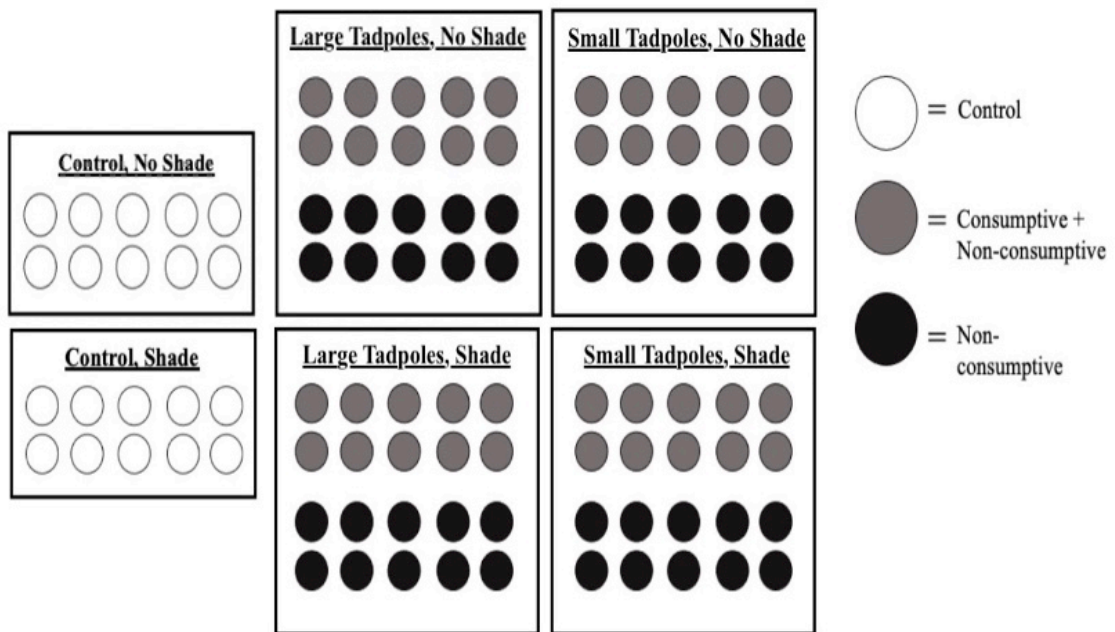 Large Tadpoles, No Shade
Small Tadpoles, No Shade
Control, No Shade
Control, Shade
Large Tadpoles, Shade
Small Tadpoles, Shade
= Control
= Consumptive +
Non-consumptive
= Non-
consumptive